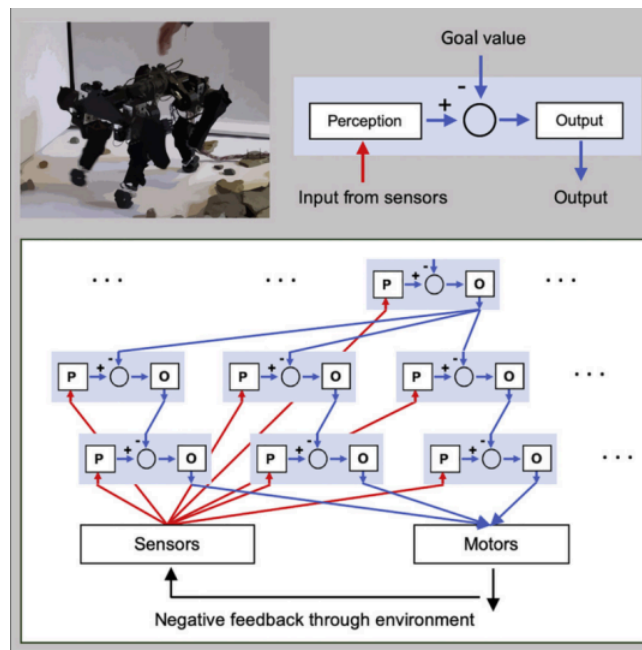 Goal value
-
+
Perception
Output
Input from sensors
Output
. . .
. . .
P + - O
. . .
P + - O
P + - O
P + - O
. . .
P + - O
P + - O
P + - O
. . .
Sensors
Motors
Negative feedback through environment